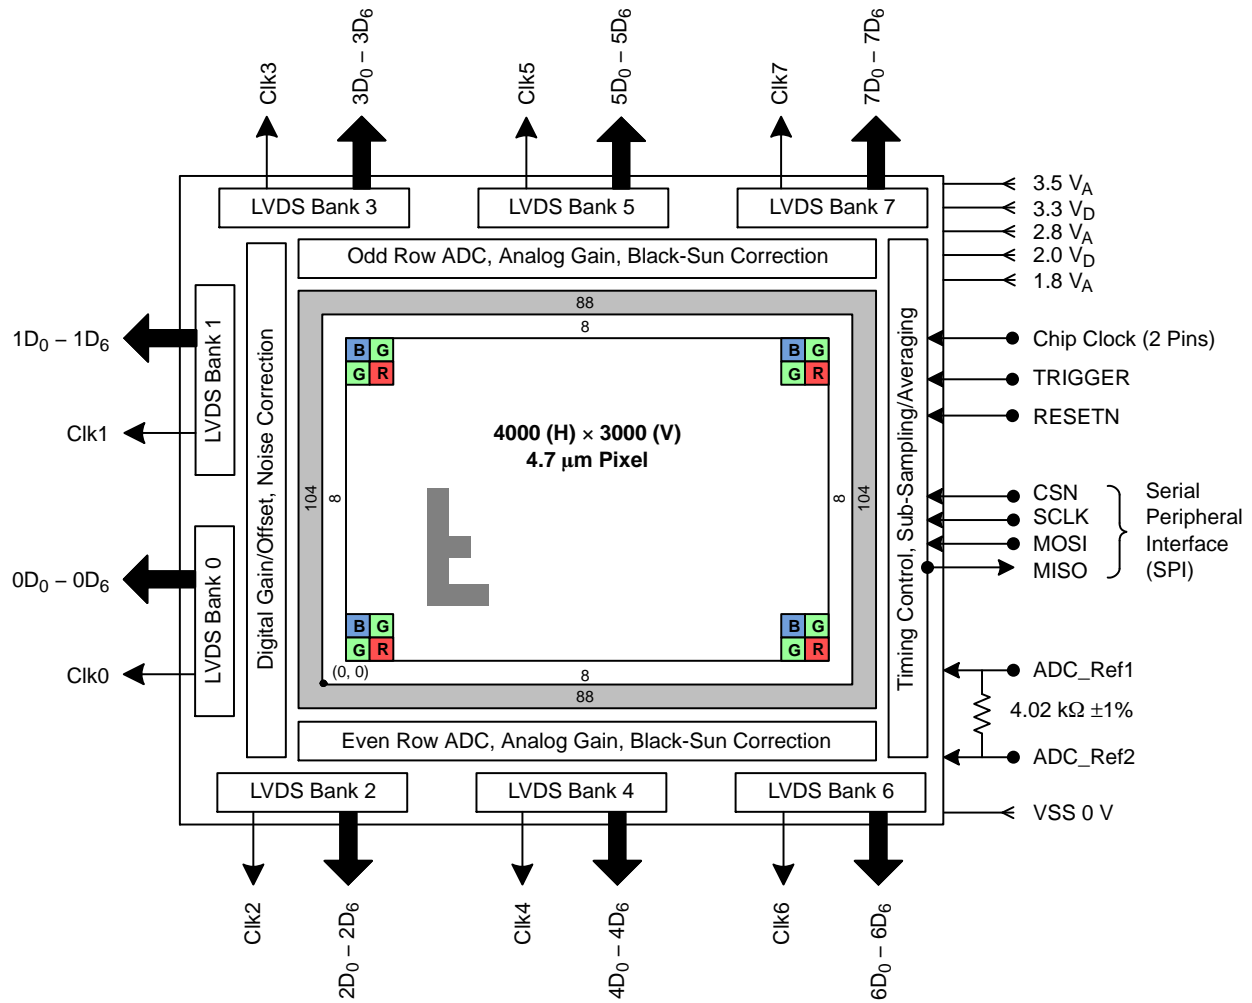 Clk3
3D0 – 3D6
Clk5
5D0 – 5D6
Clk7
7D0 – 7D6
LVDS Bank 3
LVDS Bank 5
LVDS Bank 7
3.5 VA
3.3 VD
2.8 VA
2.0 VD
1.8 VA
Odd Row ADC, Analog Gain, Black-Sun Correction
88
8
1D0 – 1D6
LVDS Bank 1
Clk1
Digital Gain/Offset, Noise Correction
B G
G R
B G
G R
4000 (H) × 3000 (V)
4.7 μm Pixel
104
8
8
104
Timing Control, Sub-Sampling/Averaging
Chip Clock (2 Pins)
TRIGGER
RESETN
CSN
SCLK
MOSI
MISO
Serial
Peripheral
Interface
(SPI)
0D0 – 0D6
LVDS Bank 0
Clk0
B G
G R
B G
G R
(0, 0)
8
88
ADC_Ref1
4.02 kΩ ±1%
ADC_Ref2
Even Row ADC, Analog Gain, Black-Sun Correction
LVDS Bank 2
LVDS Bank 4
LVDS Bank 6
VSS 0 V
Clk2
2D0 – 2D6
Clk4
4D0 – 4D6
Clk6
6D0 – 6D6